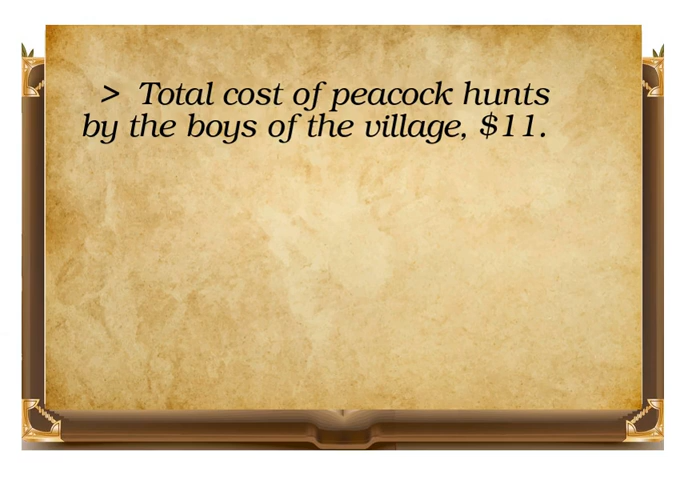 > Total cost of peacock hunts
by the boys of the village, $11.